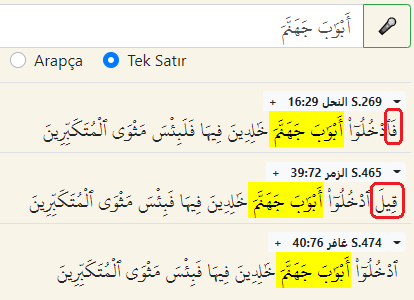 أَبْوَٰبَ جَهَنَّمَ
Arapça Tek Satır
+ 16:29 النحل S.269
فَٱدْخُلُوٓا۟ أَبْوَٰبَ جَهَنَّمَ خَٰلِدِينَ فِيهَا فَلَبِئْسَ مَثْوَى ٱلْمُتَكَبِّرِينَ
+ 39:72 الزمر S.465
قِيلَ ٱدْخُلُوٓا۟ أَبْوَٰبَ جَهَنَّمَ خَٰلِدِينَ فِيهَا فَبِئْسَ مَثْوَى ٱلْمُتَكَبِّرِينَ
+ 40:76 غافر S.474
ٱدْخُلُوٓا۟ أَبْوَٰبَ جَهَنَّمَ خَٰلِدِينَ فِيهَا فَبِئْسَ مَثْوَى ٱلْمُتَكَبِّرِينَ